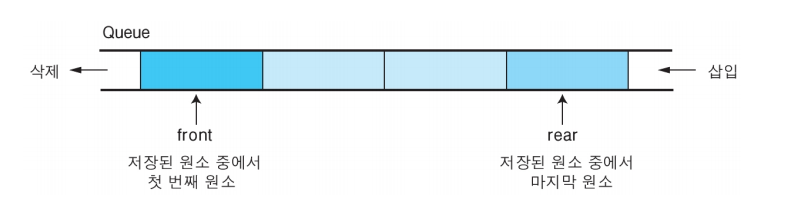 Queue
삭제
삽입
front
rear
저장된 원소 중에서
첫 번째 원소
저장된 원소 중에서
마지막 원소